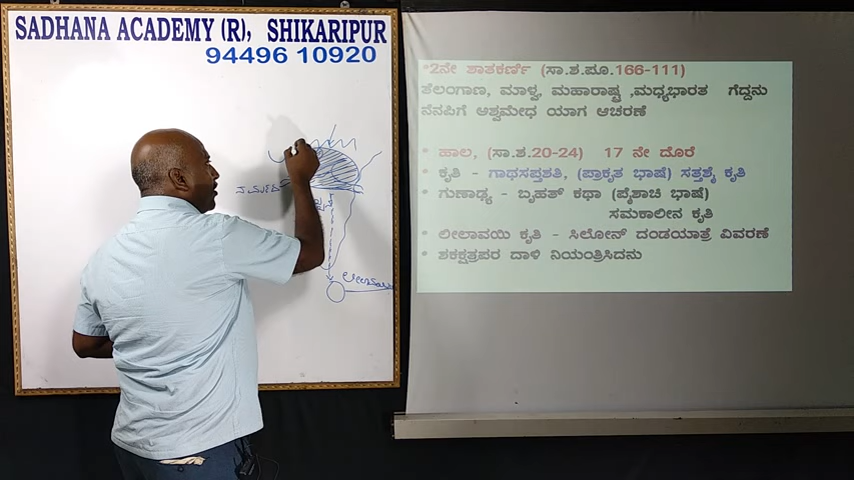 SADHANA ACADEMY (R), SHIKARIPUR
94496 10920
*2ನೇ ಶಾತಕರ್ಣಿ (ಸಾ.ಶ.ಪೂ.166-111)
ತೆಲಂಗಾಣ, ಮಾಳ್ವ, ಮಹಾರಾಷ್ಟ್ರ ,ಮಧ್ಯಭಾರತ ಗೆದ್ದನು
ನೆನಪಿಗೆ ಅಶ್ವಮೇಧ ಯಾಗ ಆಚರಣೆ
* ಹಾಲ, (ಸಾ.ಶ.20-24) 17 ನೇ ದೊರೆ
* ಕೃತಿ - ಗಾಥಸಪ್ತಶತಿ, (ಪ್ರಾಕೃತ ಭಾಷೆ) ಸತ್ತಶೈ ಕೃತಿ
* ಗುಣಾಢ್ಯ - ಬೃಹತ್ ಕಥಾ (ಪೈಶಾಚಿ ಭಾಷೆ)
ಸಮಕಾಲೀನ ಕೃತಿ
* ಲೀಲಾವಯಿ ಕೃತಿ - ಸಿಲೋನ್ ದಂಡಯಾತ್ರೆ ವಿವರಣೆ
* ಶಕಕ್ಷತ್ರಪರ ದಾಳಿ ನಿಯಂತ್ರಿಸಿದನು